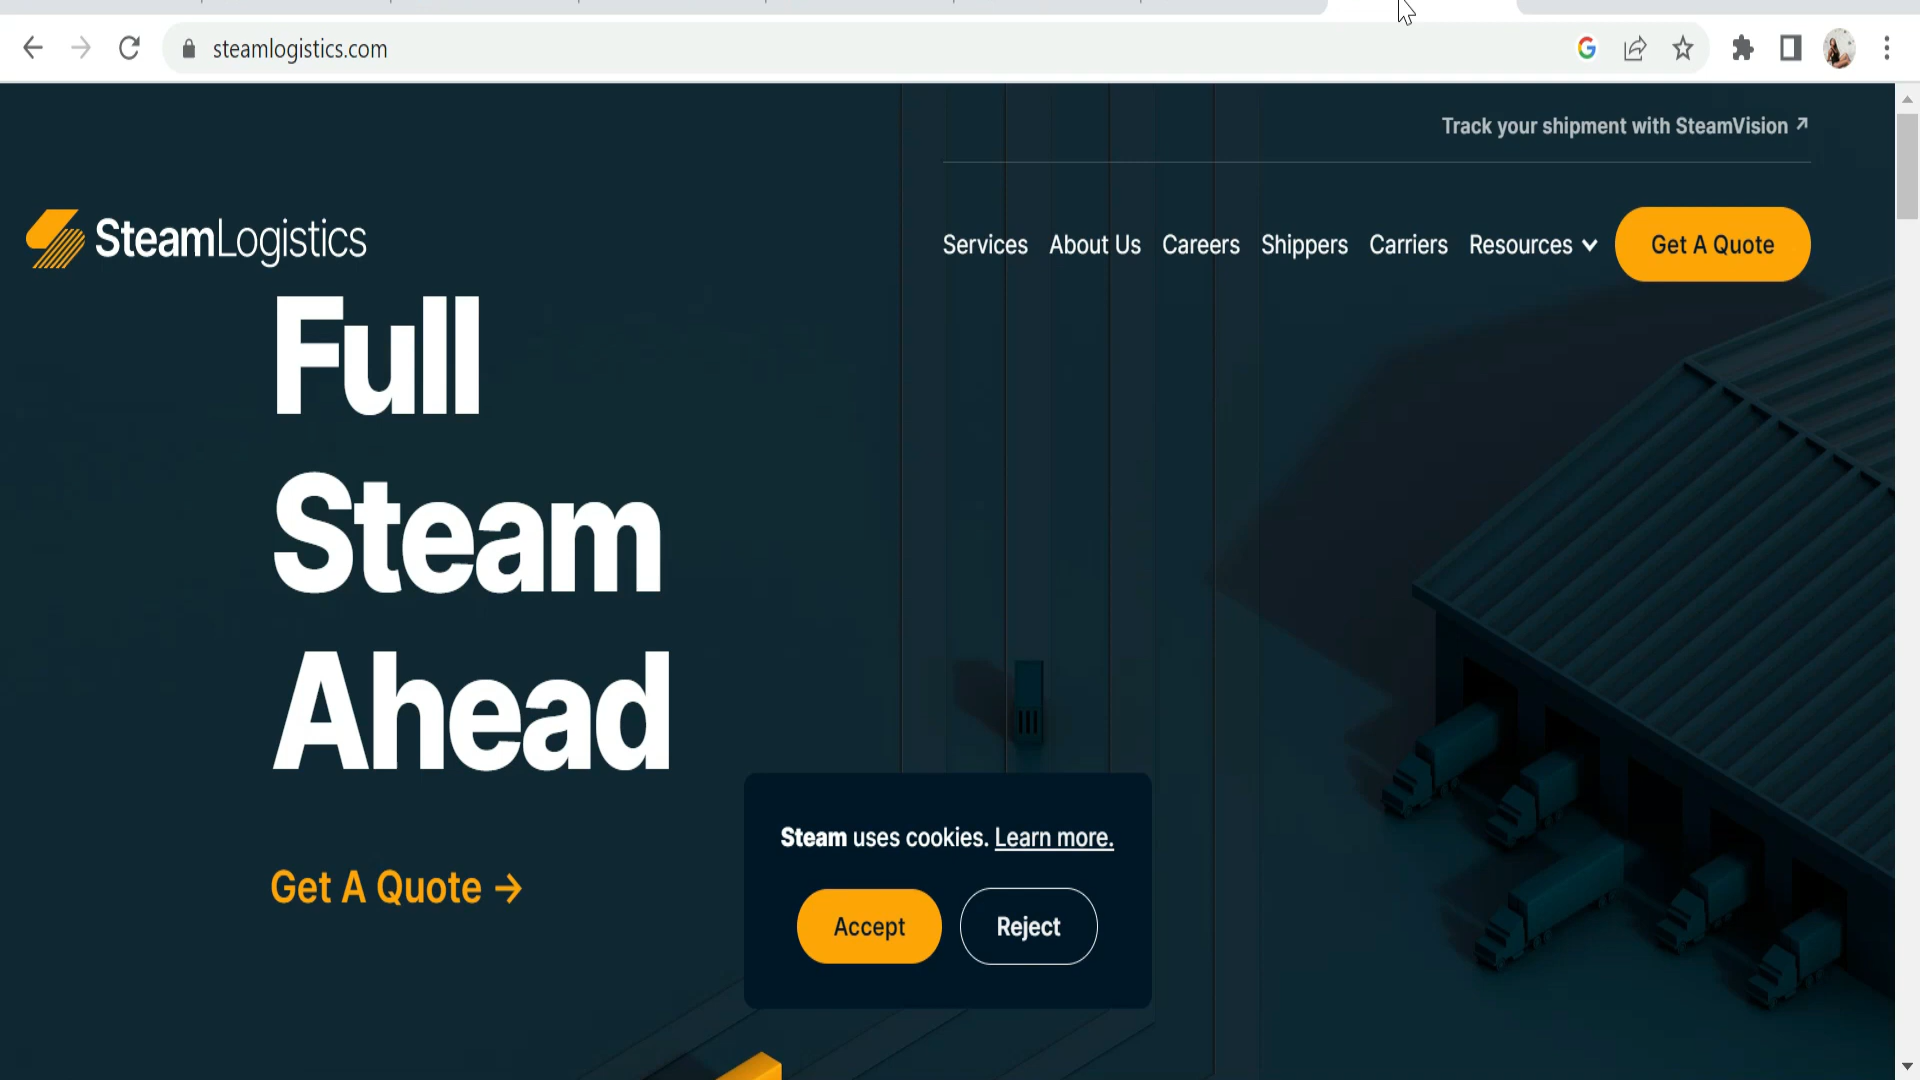 steamlogistics.com
Track your shipment with SteamVision ↗
SteamLogistics
Services About Us Careers Shippers Carriers Resources Get A Quote
Full
Steam
Ahead
Get A Quote →
Steam uses cookies. Learn more.
Accept Reject